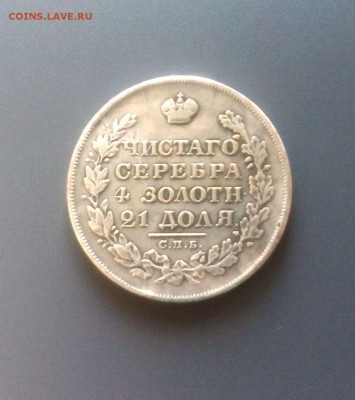 COINS.LAVE.RU
ЧИСТАГО
СЕРЕБРА
4 ЗОЛОТН
21 ДОЛЯ.
С.П.Б.